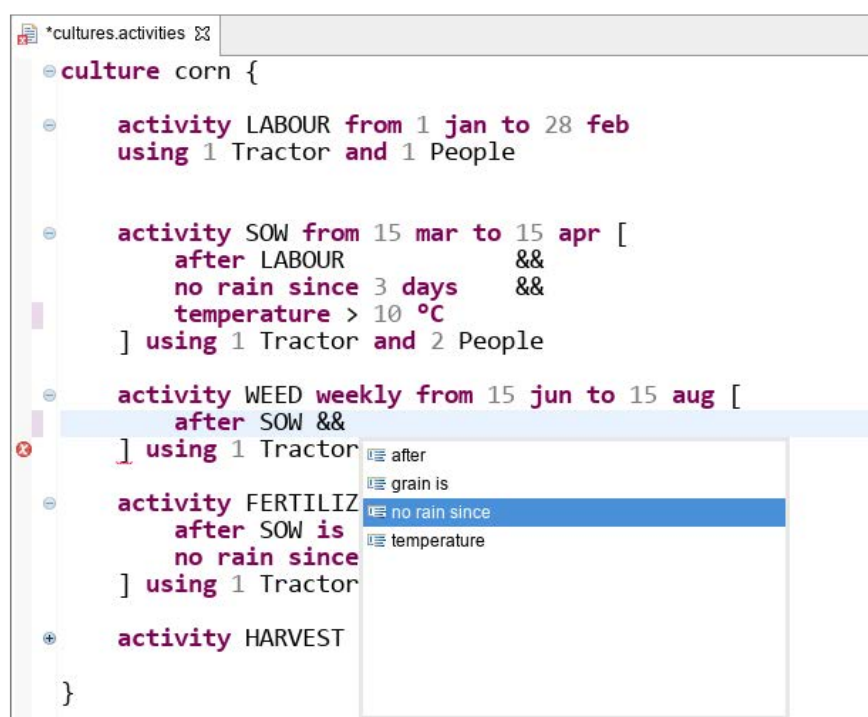 *cultures.activities
culture corn {
activity LABOUR from 1 jan to 28 feb
using 1 Tractor and 1 People
activity SOW from 15 mar to 15 apr [
after LABOUR &&
no rain since 3 days &&
temperature > 10 °C
] using 1 Tractor and 2 People
activity WEED weekly from 15 jun to 15 aug [
after SOW &&
] using 1 Tractor
after
grain is
no rain since
temperature
activity FERTILIZ
after SOW is
no rain since
] using 1 Tractor
activity HARVEST
}